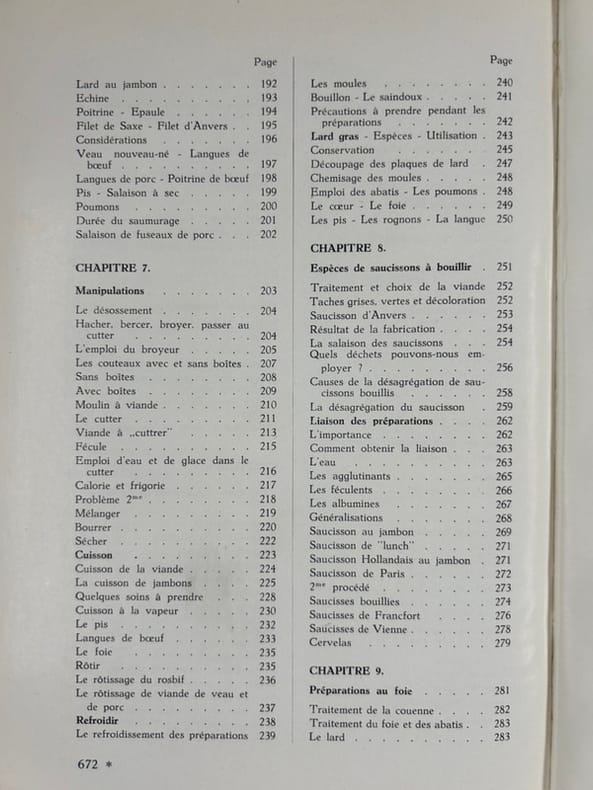 Page
Lard au jambon . . . . . . . 192
Echine . . . . . . . . . . 193
Poitrine - Epaule . . . . . . 194
Filet de Saxe - Filet d'Anvers . . 195
Considérations . . . . . . 196
Veau nouveau-né - Langues de
bœuf . . . . . . . . . . 197
Langues de porc - Poitrine de bœuf 198
Pis - Salaison à sec . . . . . 199
Poumons . . . . . . . . . 200
Durée du saumurage . . . . . 201
Salaison de fuseaux de porc . . . 202
CHAPITRE 7.
Manipulations . . . . . . . 203
Le désossement . . . . . . . 204
Hacher, bercer, broyer, passer au
cutter . . . . . . . . . 204
L'emploi du broyeur . . . . . 205
Les couteaux avec et sans boîtes . 207
Sans boîtes . . . . . . . . 208
Avec boîtes . . . . . . . . 209
Moulin à viande . . . . . . . 210
Le cutter . . . . . . . . . 211
Viande à „cuttrer" . . . . . 213
Fécule . . . . . . . . . . 215
Emploi d'eau et de glace dans le
cutter . . . . . . . . . 216
Calorie et frigorie . . . . . . 217
Problème 2me . . . . . . . . 218
Mélanger . . . . . . . . . 219
Bourrer . . . . . . . . . . 220
Sécher . . . . . . . . . . 222
Cuisson . . . . . . . . . 223
Cuisson de la viande . . . . . 224
La cuisson de jambons . . . . 225
Quelques soins à prendre . . . 228
Cuisson à la vapeur . . . . . 230
Le pis . . . . . . . . . . 232
Langues de bœuf . . . . . . 233
Le foie . . . . . . . . . . 235
Rôtir . . . . . . . . . . 235
Le rôtissage du rosbif . . . . . 236
Le rôtissage de viande de veau et
de porc . . . . . . . . . 237
Refroidir . . . . . . . . . 238
Le refroidissement des préparations 239
672 *
Page
Les moules . . . . . . . . 240
Bouillon - Le saindoux . . . . . 241
Précautions à prendre pendant les
préparations . . . . . . . 242
Lard gras - Espèces - Utilisation . 243
Conservation . . . . . . . 245
Découpage des plaques de lard . 247
Chemisage des moules . . . . . 248
Emploi des abatis - Les poumons . 248
Le cœur - Le foie . . . . . . 249
Les pis - Les rognons - La langue 250
CHAPITRE 8.
Espèces de saucissons à bouillir . 251
Traitement et choix de la viande 252
Taches grises, vertes et décoloration 252
Saucisson d'Anvers . . . . . . 253
Résultat de la fabrication . . . . 254
La salaison des saucissons . . . 254
Quels déchets pouvons-nous em-
ployer ? . . . . . . . . . 256
Causes de la désagrégation de sau-
cissons bouillis . . . . . . 258
La désagrégation du saucisson . 259
Liaison des préparations . . . . 262
L'importance . . . . . . . . 262
Comment obtenir la liaison . . . 263
L'eau . . . . . . . . . . 263
Les agglutinants . . . . . . . 265
Les féculents . . . . . . . . 266
Les albumines . . . . . . . 267
Généralisations . . . . . . . 268
Saucisson au jambon . . . . . 269
Saucisson de "lunch" . . . . . 271
Saucisson Hollandais au jambon . 271
Saucisson de Paris . . . . . . 272
2me procédé . . . . . . . . 273
Saucisses bouillies . . . . . . 274
Saucisses de Francfort . . . . 276
Saucisses de Vienne . . . . . . 278
Cervelas . . . . . . . . . 279
CHAPITRE 9.
Préparations au foie . . . . . 281
Traitement de la couenne . . . . 282
Traitement du foie et des abatis . . 283
Le lard . . . . . . . . . . 283